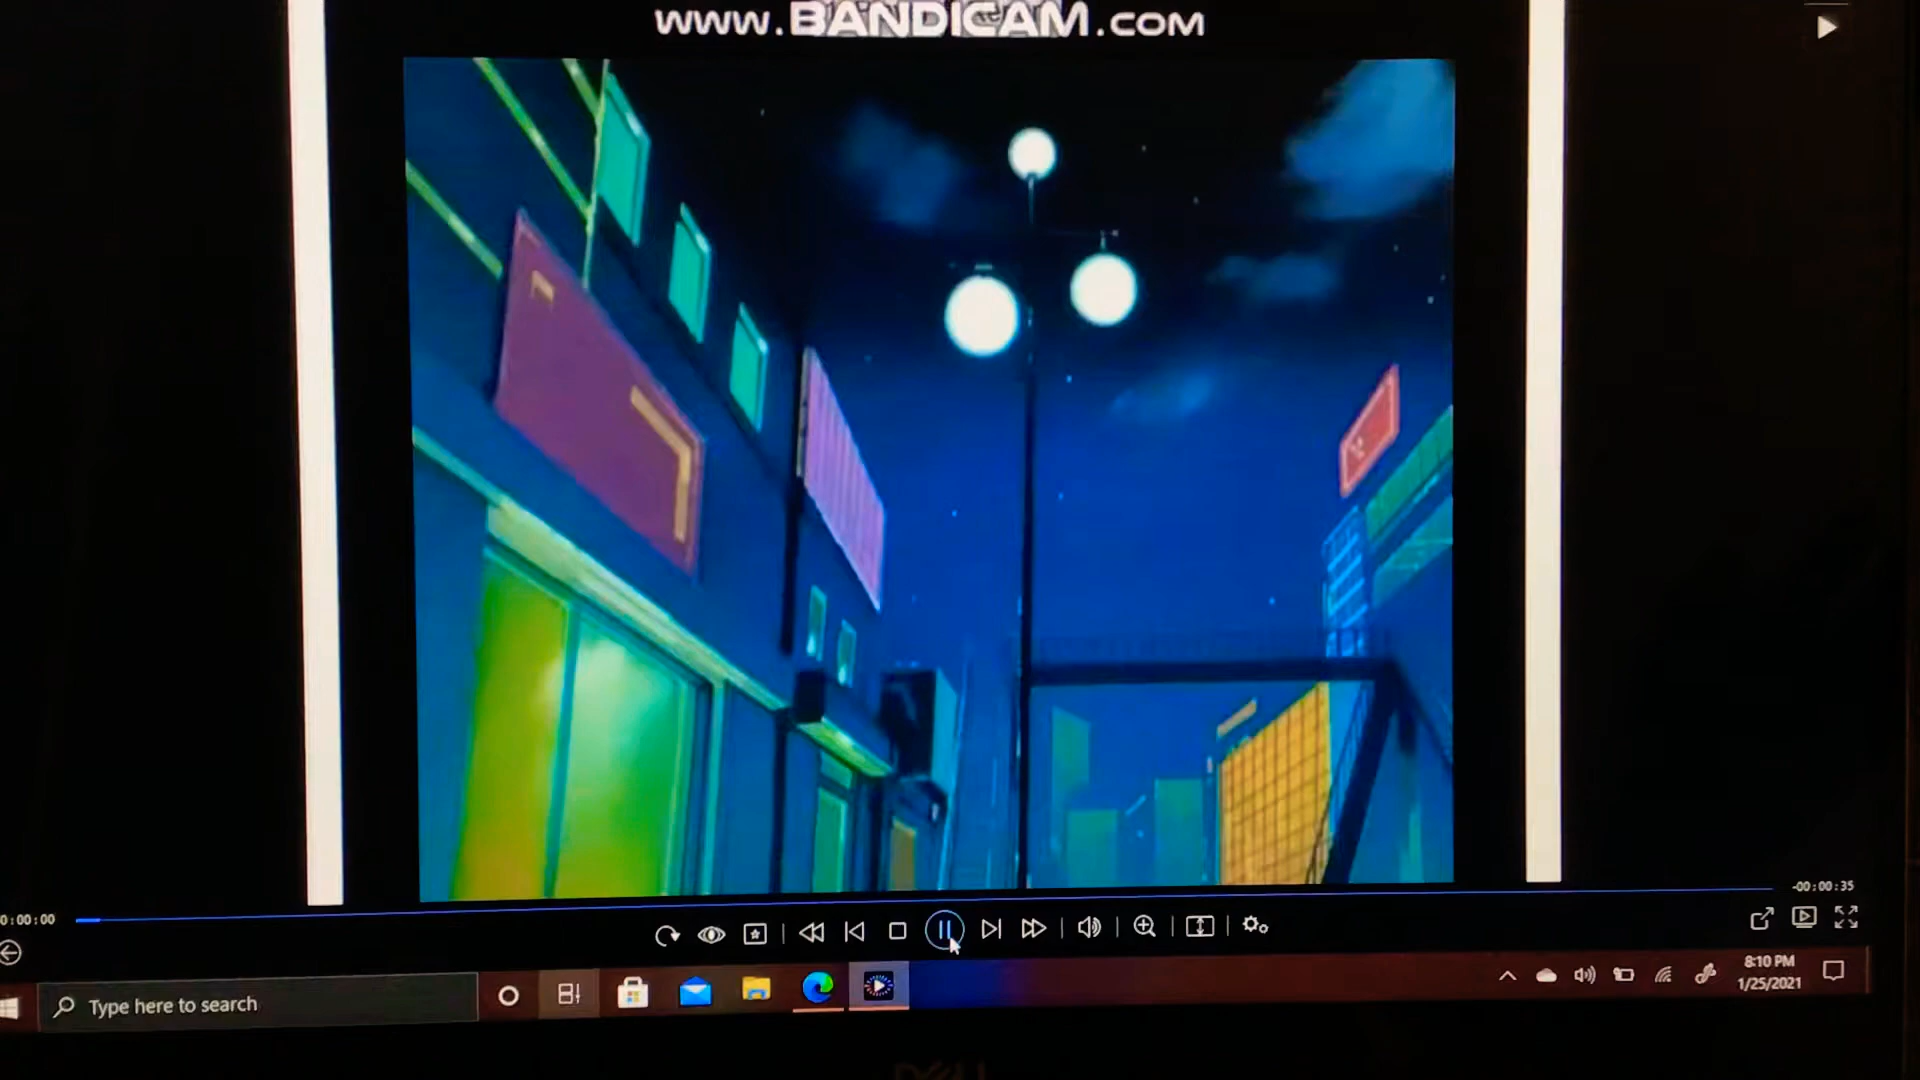 www.BANDICAM.COM
0:00:00
-00:00:35
Type here to search
8:10 PM
1/25/2021